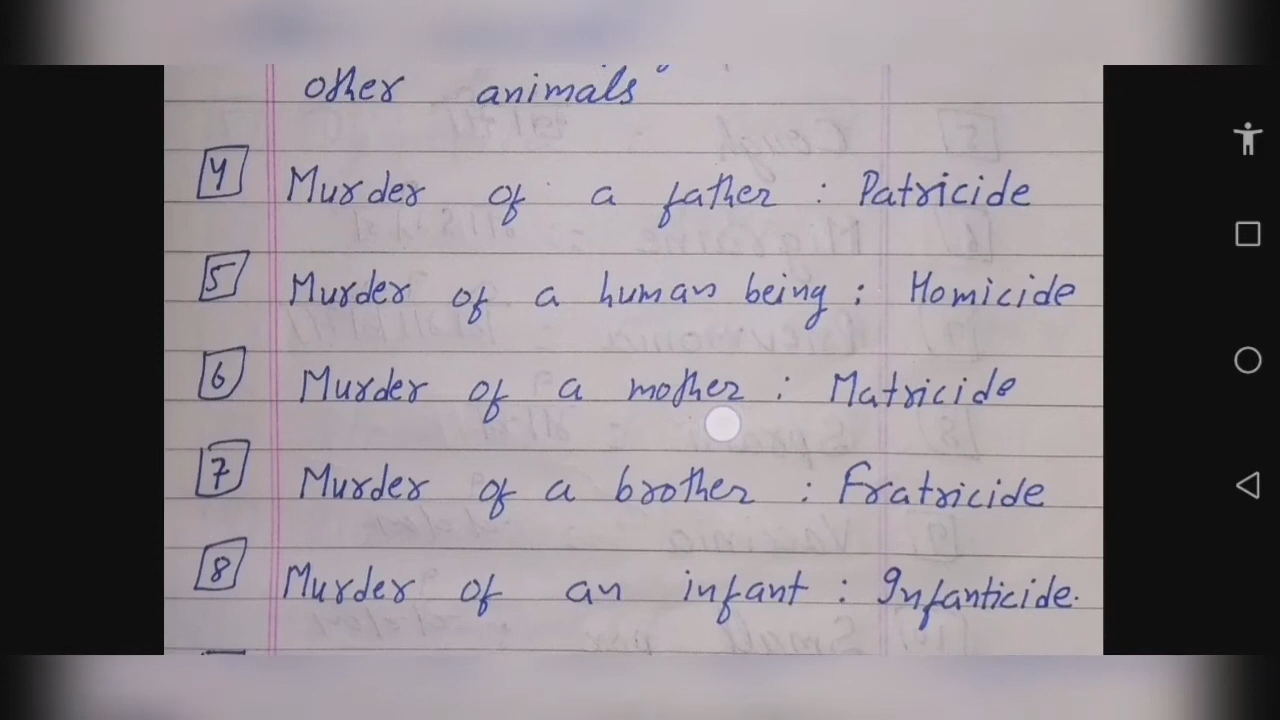 other animals"
4 Murder of a father : Patricide
5 Murder of a human being : Homicide
6 Murder of a mother : Matricide
7 Murder of a brother : Fratricide
8 Murder of an infant : Infanticide.